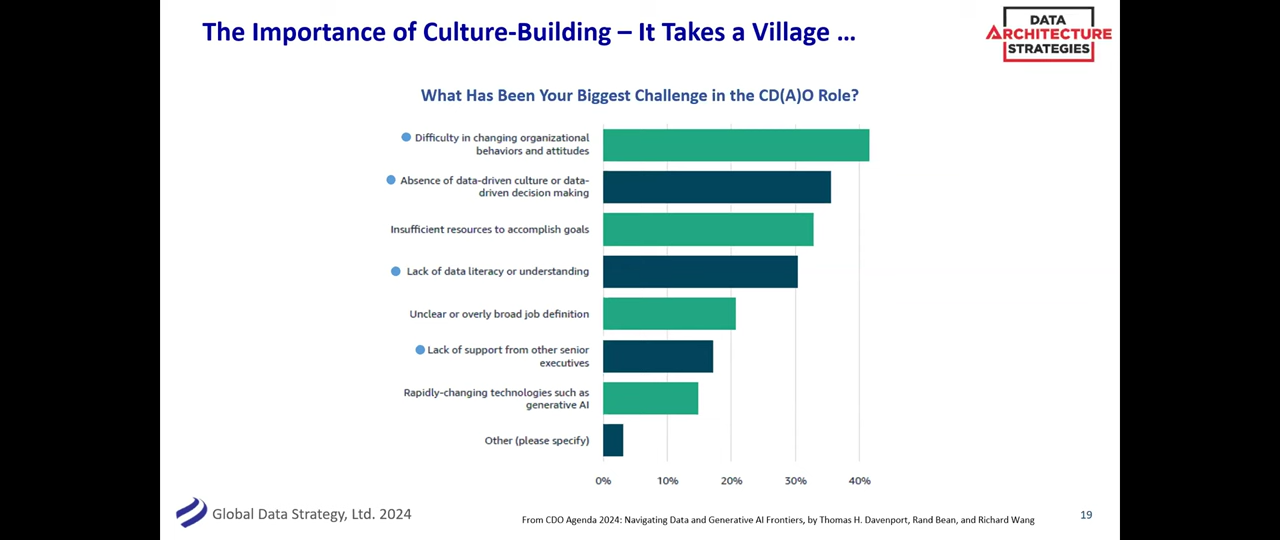 The Importance of Culture-Building – It Takes a Village …
DATA
ARCHITECTURE
STRATEGIES
What Has Been Your Biggest Challenge in the CD(A)O Role?
Difficulty in changing organizational
behaviors and attitudes
Absence of data-driven culture or data-
driven decision making
Insufficient resources to accomplish goals
Lack of data literacy or understanding
Unclear or overly broad job definition
Lack of support from other senior
executives
Rapidly-changing technologies such as
generative AI
Other (please specify)
0% 10% 20% 30% 40%
Global Data Strategy, Ltd. 2024
From CDO Agenda 2024: Navigating Data and Generative AI Frontiers, by Thomas H. Davenport, Rand Bean, and Richard Wang
19